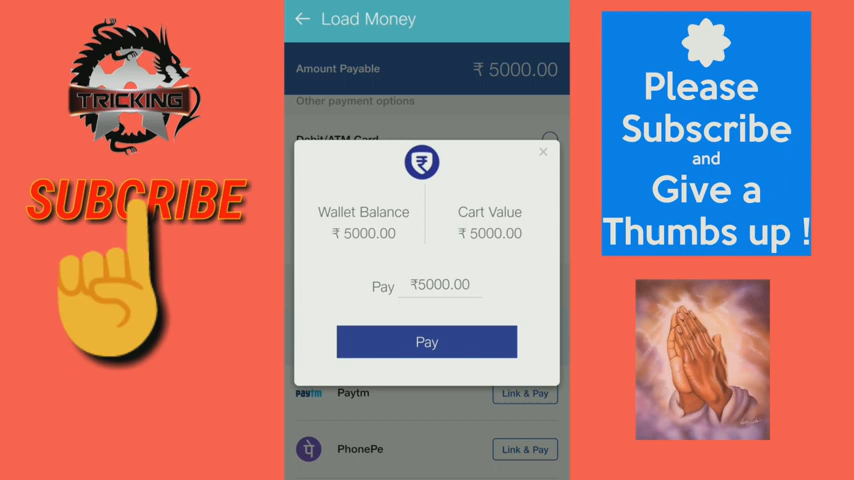 TRICKING
SUBCRIBE
Load Money
Amount Payable
₹ 5000.00
Other payment options
Debit/ATM Card
Wallet Balance
₹ 5000.00
Cart Value
₹ 5000.00
Pay ₹5000.00
Pay
paytm Paytm
Link & Pay
पे PhonePe
Link & Pay
Please
Subscribe
and
Give a
Thumbs up !